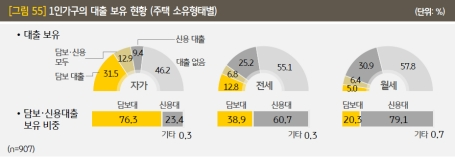 [그림 55] 1인가구의 대출 보유 현황 (주택 소유형태별)
(단위: %)
• 대출 보유
담보·신용 모두
담보 대출
신용 대출
대출 없음
31.5
12.9
9.4
46.2
자가
12.8
6.8
25.2
55.1
전세
5.0
6.4
30.9
57.8
월세
• 담보·신용대출 보유 비중
담보대 신용대
76.3 23.4
기타 0.3
담보대 신용대
38.9 60.7
기타 0.3
담보대 신용대
20.3 79.1
기타 0.7
(n=907)